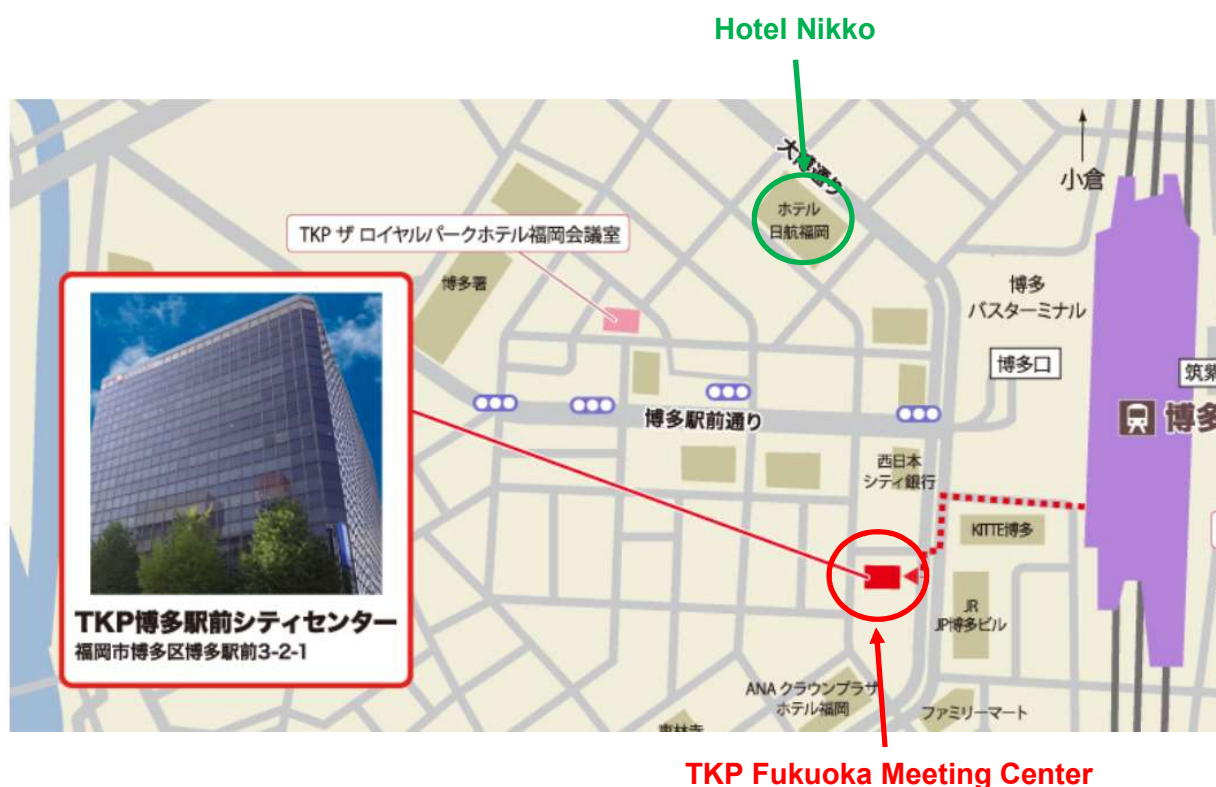 Hotel Nikko
大博通り
小倉
ホテル
日航福岡
TKP ザ ロイヤルパークホテル福岡会議室
博多署
博多
バスターミナル
博多口
筑紫
博多
博多駅前通り
西日本
シティ銀行
KITTE博多
JR
JP博多ビル
TKP博多駅前シティセンター
福岡市博多区博多駅前3-2-1
ANA クラウンプラザ
ホテル福岡
ファミリーマート
TKP Fukuoka Meeting Center